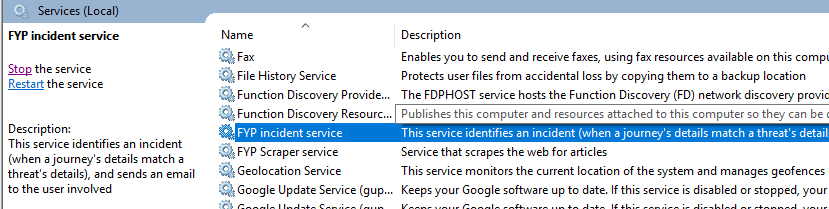 Services (Local)
FYP incident service
Stop the service
Restart the service
Description:
This service identifies an incident
(when a journey's details match a
threat's details), and sends an email
to the user involved
Name Description
Fax Enables you to send and receive faxes, using fax resources available on this compu
File History Service Protects user files from accidental loss by copying them to a backup location
Function Discovery Provide... The FDPHOST service hosts the Function Discovery (FD) network discovery provid
Function Discovery Resourc... Publishes this computer and resources attached to this computer so they can be d
FYP incident service This service identifies an incident (when a journey's details match a threat's detail
FYP Scraper service Service that scrapes the web for articles
Geolocation Service This service monitors the current location of the system and manages geofences
Google Update Service (gup... Keeps your Google software up to date. If this service is disabled or stopped, your
Google Update Service (gup... Keeps your Google software up to date. If this service is disabled or stopped, your